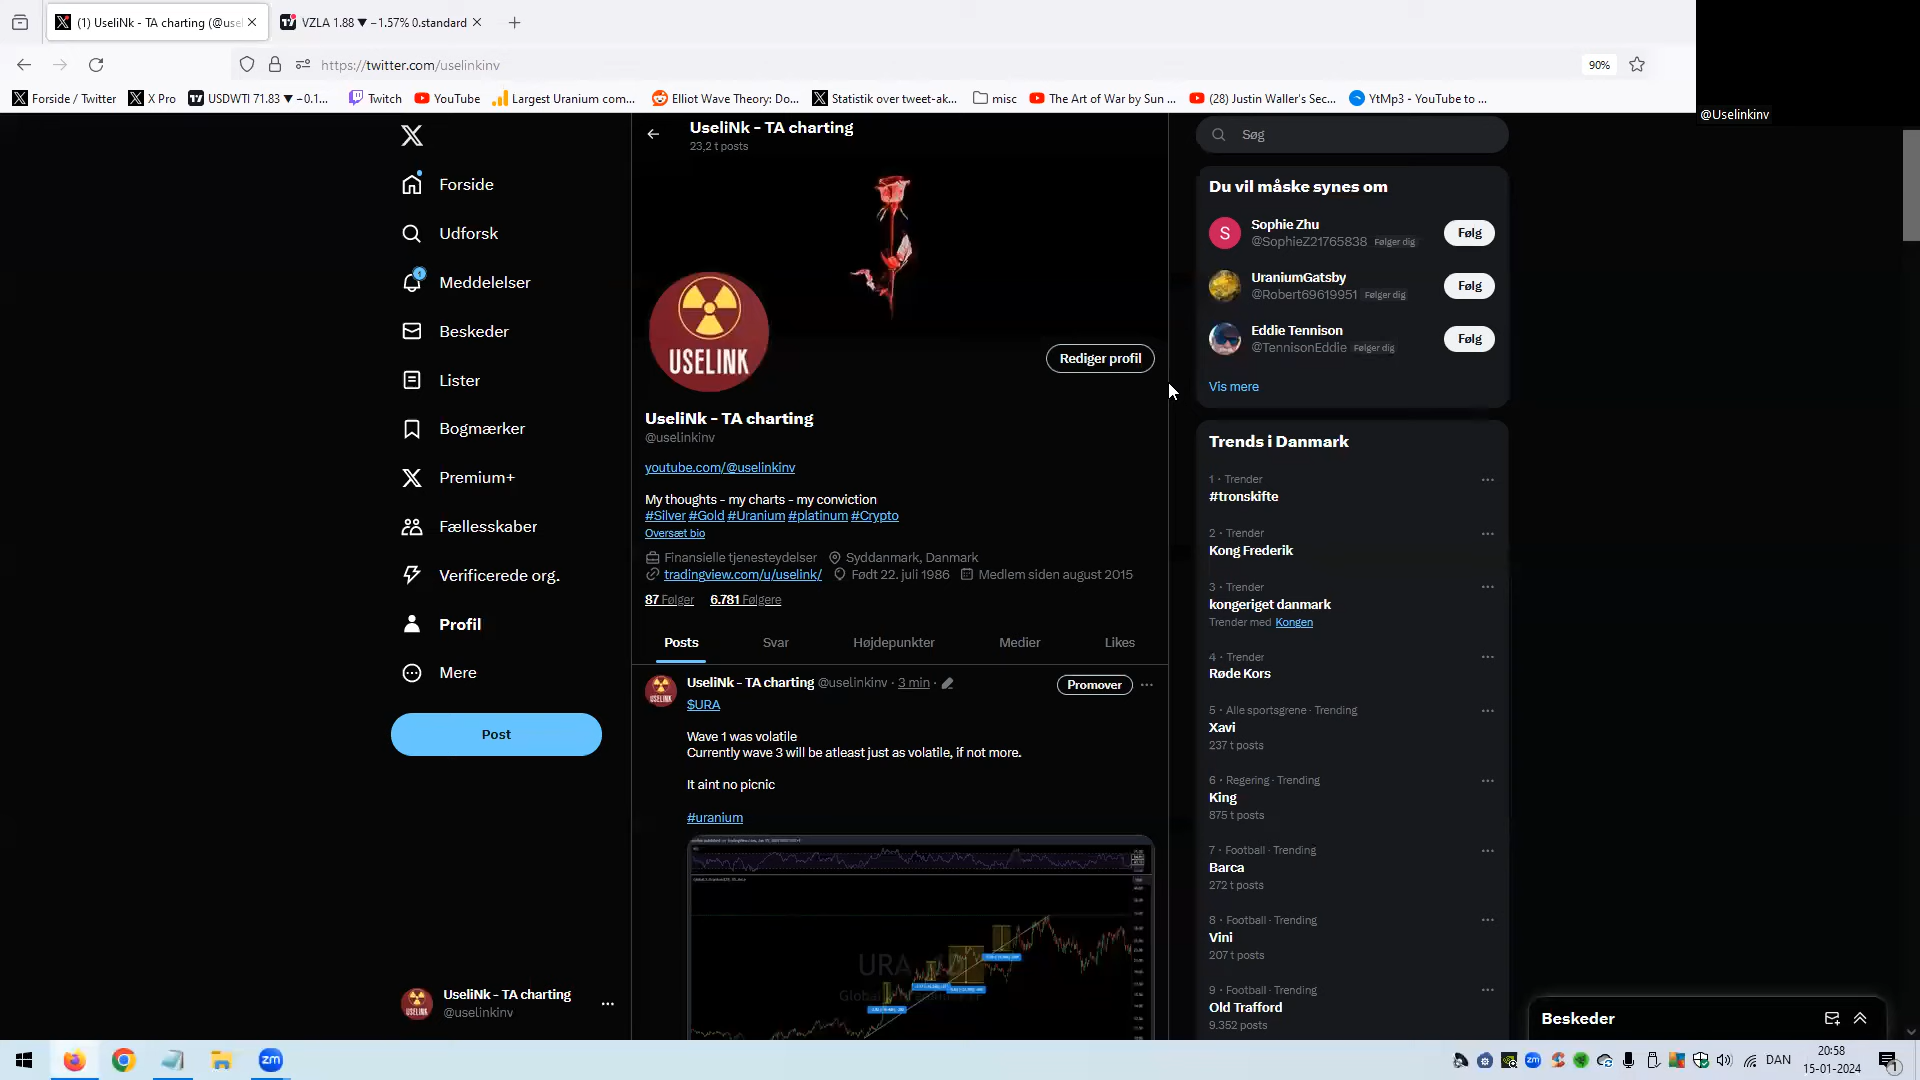 (1) UseliNk - TA charting (@use
VZLA 1.88 ▼ −1.57% 0.standard
https://twitter.com/uselinkinv
90%
Forside / Twitter
X Pro
USDWTI 71.83 ▼ −0.1...
Twitch
YouTube
Largest Uranium com...
Elliot Wave Theory: Do...
Statistik over tweet-ak...
misc
The Art of War by Sun ...
(28) Justin Waller's Sec...
YtMp3 - YouTube to ...
@Uselinkinv
Forside
Udforsk
Meddelelser
Beskeder
Lister
Bogmærker
Premium+
Fællesskaber
Verificerede org.
Profil
Mere
Post
UseliNk - TA charting
@uselinkinv
UseliNk - TA charting
23,2 t posts
USELINK
Rediger profil
UseliNk - TA charting
@uselinkinv
youtube.com/@uselinkinv
My thoughts - my charts - my conviction
#Silver #Gold #Uranium #platinum #Crypto
Oversæt bio
Finansielle tjenesteydelser Syddanmark, Danmark
tradingview.com/u/uselink/ Født 22. juli 1986 Medlem siden august 2015
87 Følger 6.781 Følgere
Posts Svar Højdepunkter Medier Likes
UseliNk - TA charting @uselinkinv · 3 min ·
Promover
$URA
Wave 1 was volatile
Currently wave 3 will be atleast just as volatile, if not more.
It aint no picnic
#uranium
URA
Søg
Du vil måske synes om
Sophie Zhu
@SophieZ21765838 Følger dig
Følg
UraniumGatsby
@Robert69619951 Følger dig
Følg
Eddie Tennison
@TennisonEddie Følger dig
Følg
Vis mere
Trends i Danmark
1 · Trender
#tronskifte
2 · Trender
Kong Frederik
3 · Trender
kongeriget danmark
Trender med Kongen
4 · Trender
Røde Kors
5 · Alle sportsgrene · Trending
Xavi
237 t posts
6 · Regering · Trending
King
875 t posts
7 · Football · Trending
Barca
272 t posts
8 · Football · Trending
Vini
207 t posts
9 · Football · Trending
Old Trafford
9.352 posts
Beskeder
zm
zm
DAN
20:58
15-01-2024
1